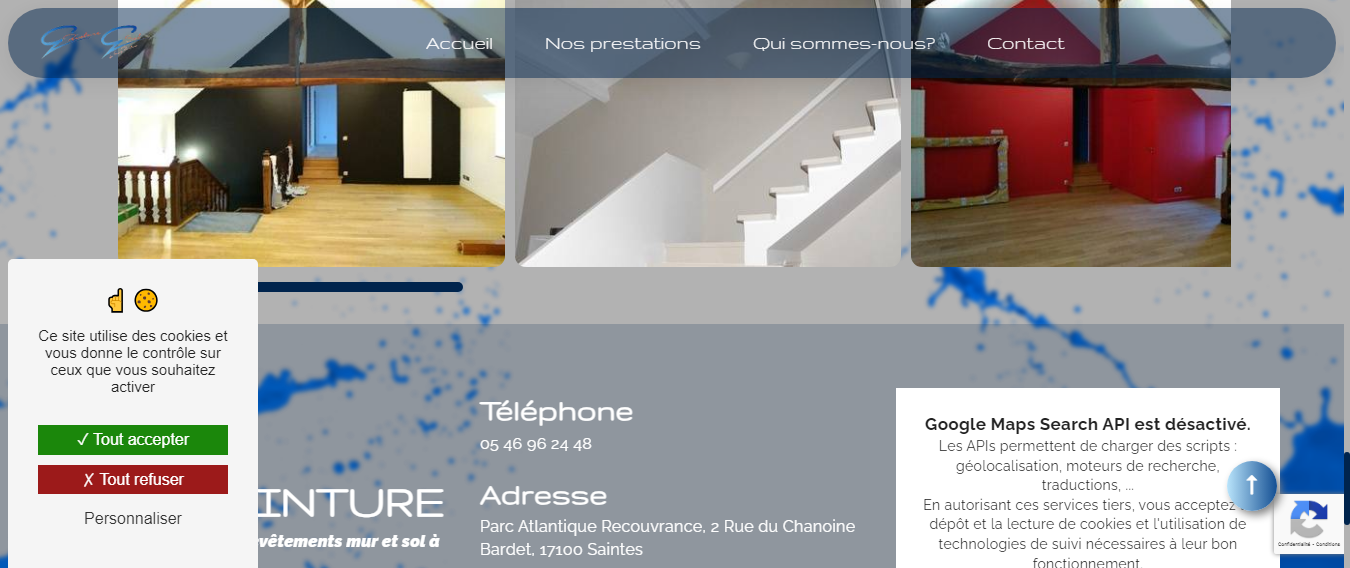 Accueil
Nos prestations
Qui sommes-nous?
Contact
Ce site utilise des cookies et
vous donne le contrôle sur
ceux que vous souhaitez
activer
✓ Tout accepter
✗ Tout refuser
Personnaliser
INTURE
vêtements mur et sol à
Téléphone
05 46 96 24 48
Adresse
Parc Atlantique Recouvrance, 2 Rue du Chanoine
Bardet, 17100 Saintes
Google Maps Search API est désactivé.
Les APIs permettent de charger des scripts :
géolocalisation, moteurs de recherche,
traductions, ...
En autorisant ces services tiers, vous acceptez
dépôt et la lecture de cookies et l'utilisation de
technologies de suivi nécessaires à leur bon
fonctionnement.
Confidentialité - Conditions